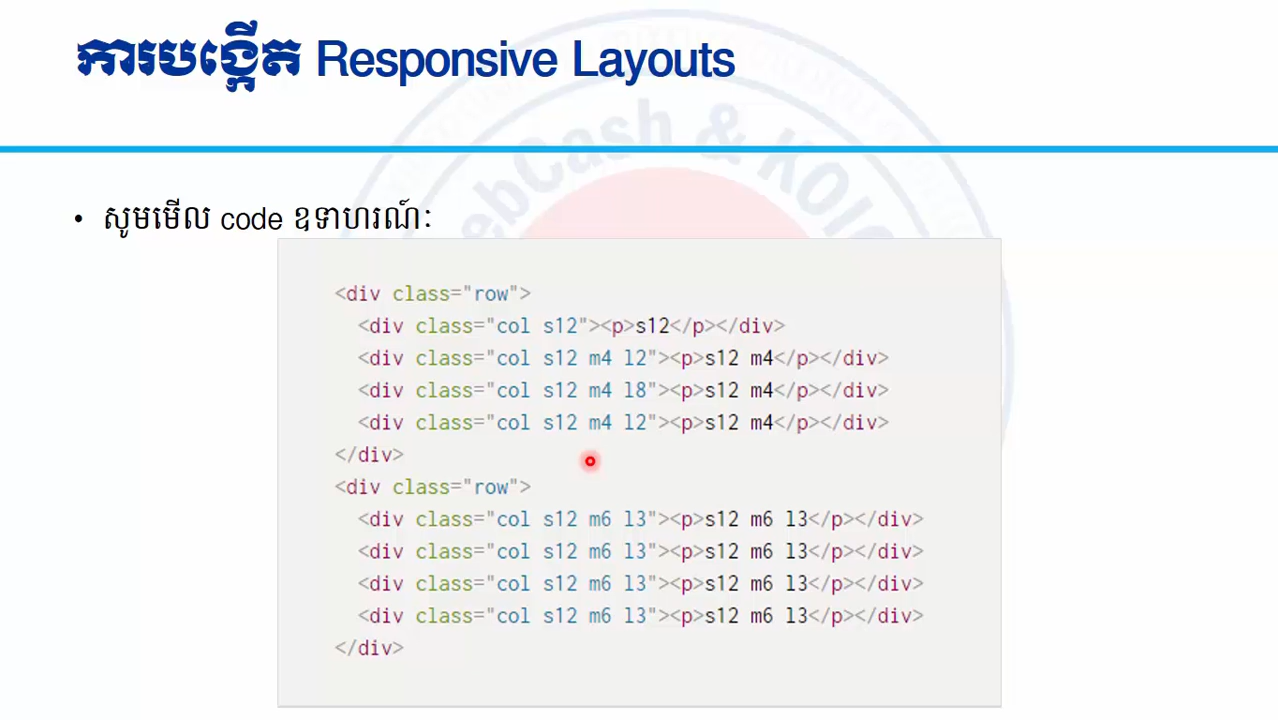 ការបង្កើត Responsive Layouts
• សូមមើល code ឧទាហរណ៍ៈ
<div class="row">
<div class="col s12"><p>s12</p></div>
<div class="col s12 m4 l2"><p>s12 m4</p></div>
<div class="col s12 m4 l8"><p>s12 m4</p></div>
<div class="col s12 m4 l2"><p>s12 m4</p></div>
</div>
<div class="row">
<div class="col s12 m6 l3"><p>s12 m6 l3</p></div>
<div class="col s12 m6 l3"><p>s12 m6 l3</p></div>
<div class="col s12 m6 l3"><p>s12 m6 l3</p></div>
<div class="col s12 m6 l3"><p>s12 m6 l3</p></div>
</div>